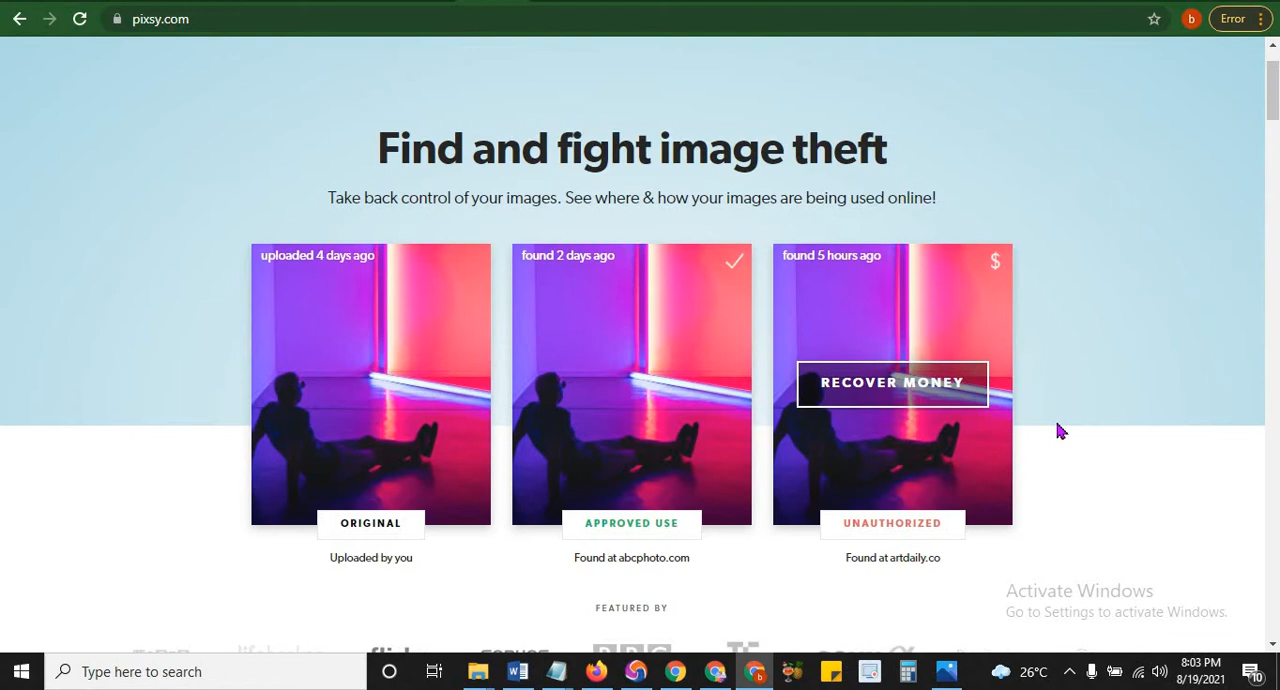 pixsy.com
b
Error
Find and fight image theft
Take back control of your images. See where & how your images are being used online!
uploaded 4 days ago
found 2 days ago
found 5 hours ago
$
RECOVER MONEY
ORIGINAL
APPROVED USE
UNAUTHORIZED
Uploaded by you
Found at abcphoto.com
Found at artdaily.co
Activate Windows
Go to Settings to activate Windows.
FEATURED BY
Type here to search
26°C
8:03 PM
8/19/2021
10